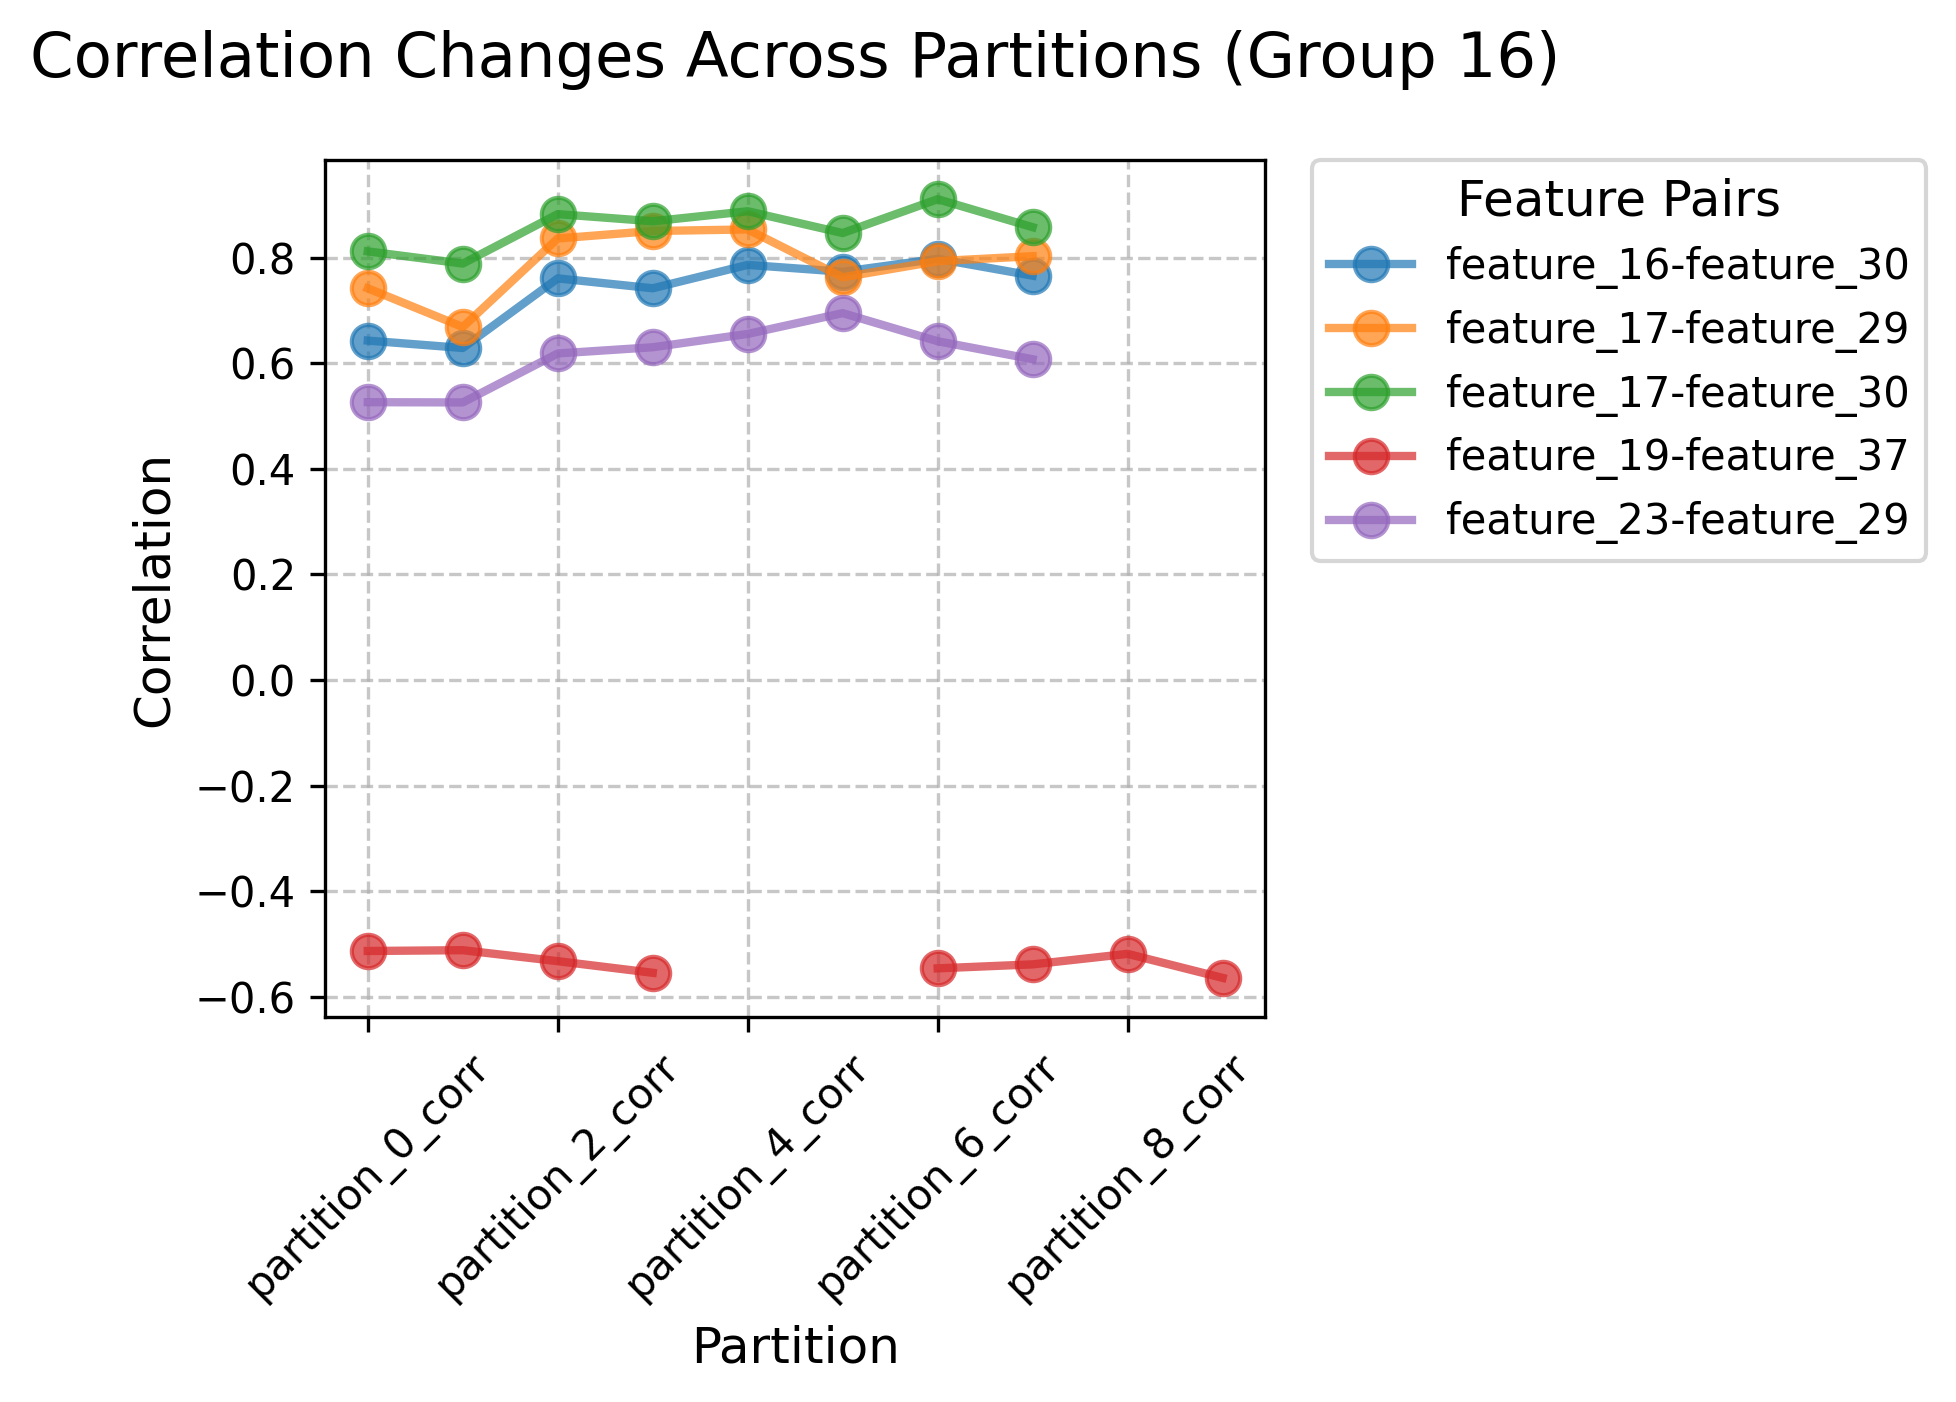 Correlation Changes Across Partitions (Group 16)
Feature Pairs
feature_16-feature_30
feature_17-feature_29
feature_17-feature_30
feature_19-feature_37
feature_23-feature_29
Correlation
0.8
0.6
0.4
0.2
0.0
−0.2
−0.4
−0.6
partition_0_corr
partition_2_corr
partition_4_corr
partition_6_corr
partition_8_corr
Partition